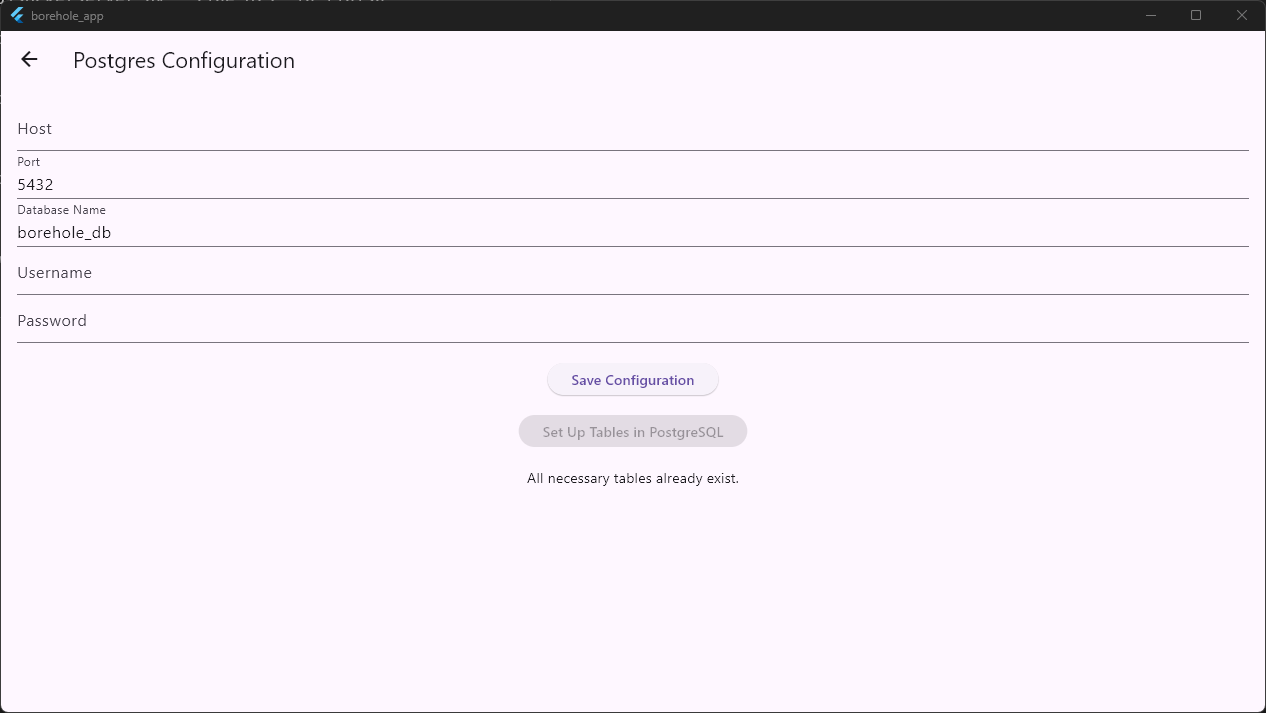 borehole_app
Postgres Configuration
Host
Port
5432
Database Name
borehole_db
Username
Password
Save Configuration
Set Up Tables in PostgreSQL
All necessary tables already exist.